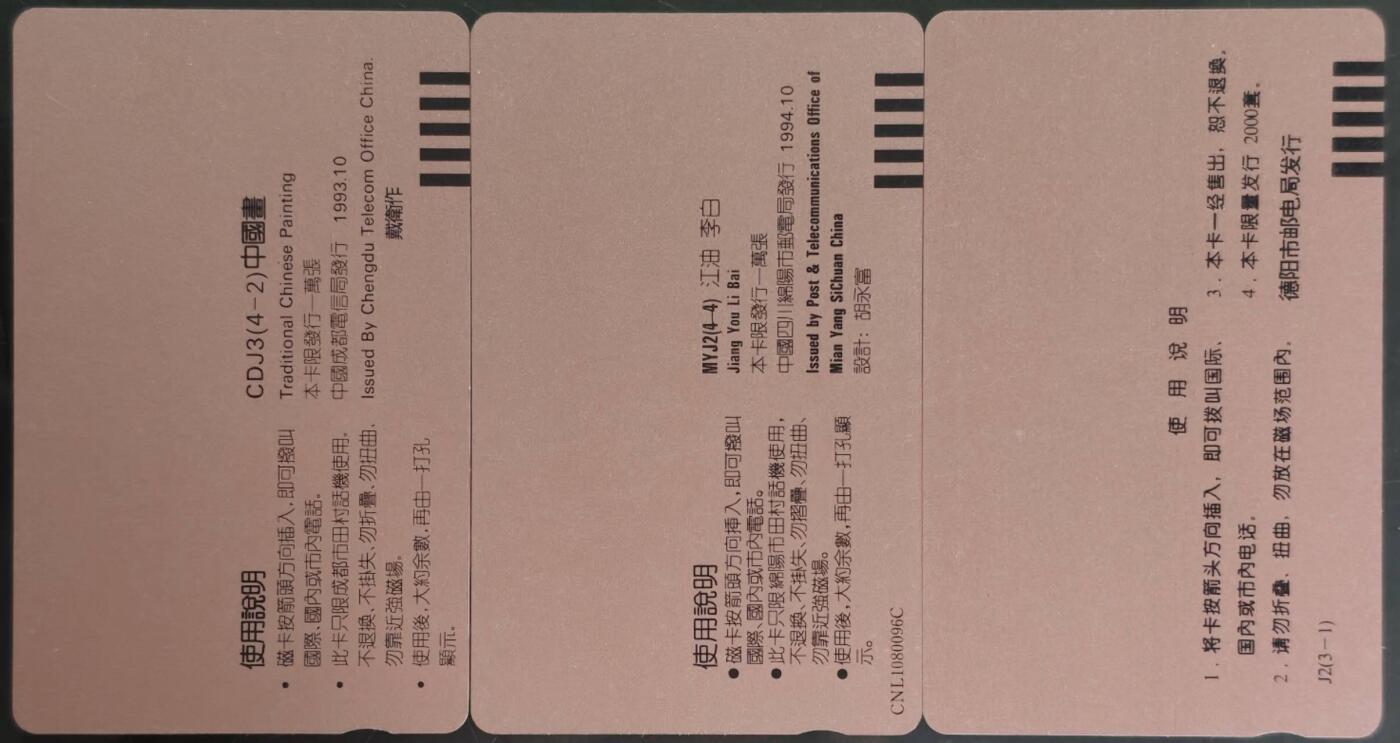 使用說明
• 磁卡按箭頭方向插入,即可撥叫
國際、國內或市內電話。
• 此卡只限成都市田村話機使用。
不退換、不掛失、勿折疊、勿扭曲、
勿靠近強磁場。
• 使用後,大約余數,再由一打孔
顯示。
CDJ3(4-2)中國畫
Traditional Chinese Painting
本卡限發行一萬張
中國成都電信局發行 1993.10
Issued By Chengdu Telecom Office China.
戴衛作
使用說明
●磁卡按箭頭方向挿入,即可撥叫
國際、國內或市內電話。
●此卡只限綿陽市田村話機使用,
不退換、不掛失、勿摺疊、勿扭曲、
勿靠近強磁場。
●使用後,大約余數,再由一打孔顯
示。
CNL1080096C
MYJ2(4-4) 江油 李白
Jiang You Li Bai
本卡限發行一萬張
中國四川綿陽市郵電局發行 1994.10
Issued by Post & Telecommunications Office of
Mian Yang SiChuan China
設計: 胡永富
使 用 说 明
1.将卡按箭头方向插入,即可拨叫国际、
国内或市内电话。
2.请勿折叠、扭曲,勿放在磁场范围内。
J2(3-1)
3.本卡一经售出,恕不退换。
4.本卡限量发行 2000套。
德阳市邮电局发行